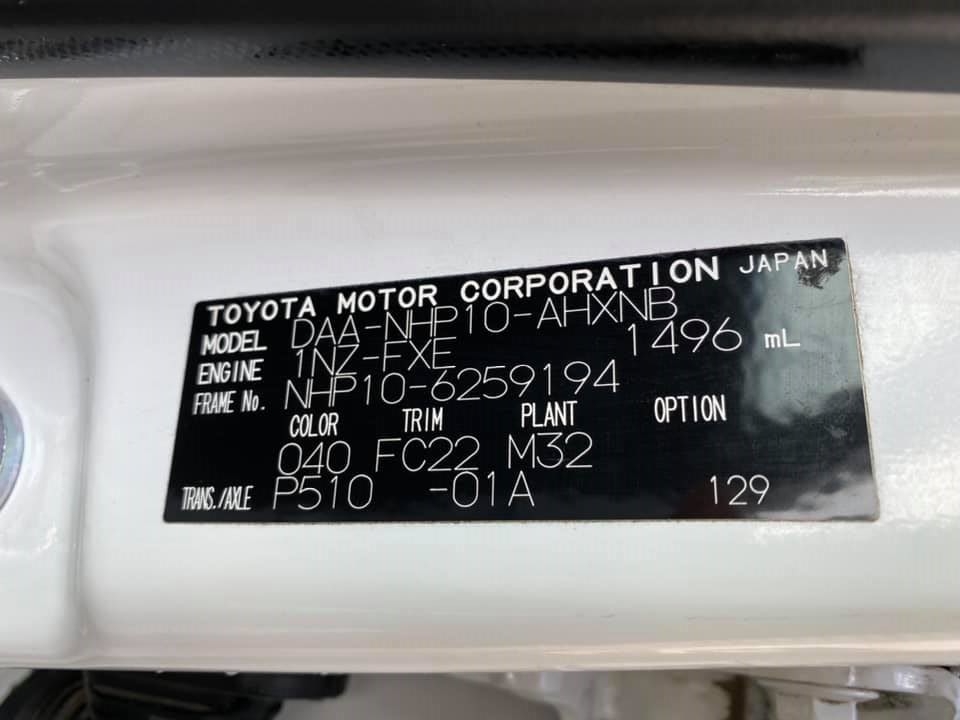 TOYOTA MOTOR CORPORATION JAPAN
MODEL DAA-NHP10-AHXNB
ENGINE 1NZ-FXE 1496 mL
FRAME No. NHP10-6259194
COLOR TRIM PLANT OPTION
040 FC22 M32
TRANS./AXLE P510 -01A 129